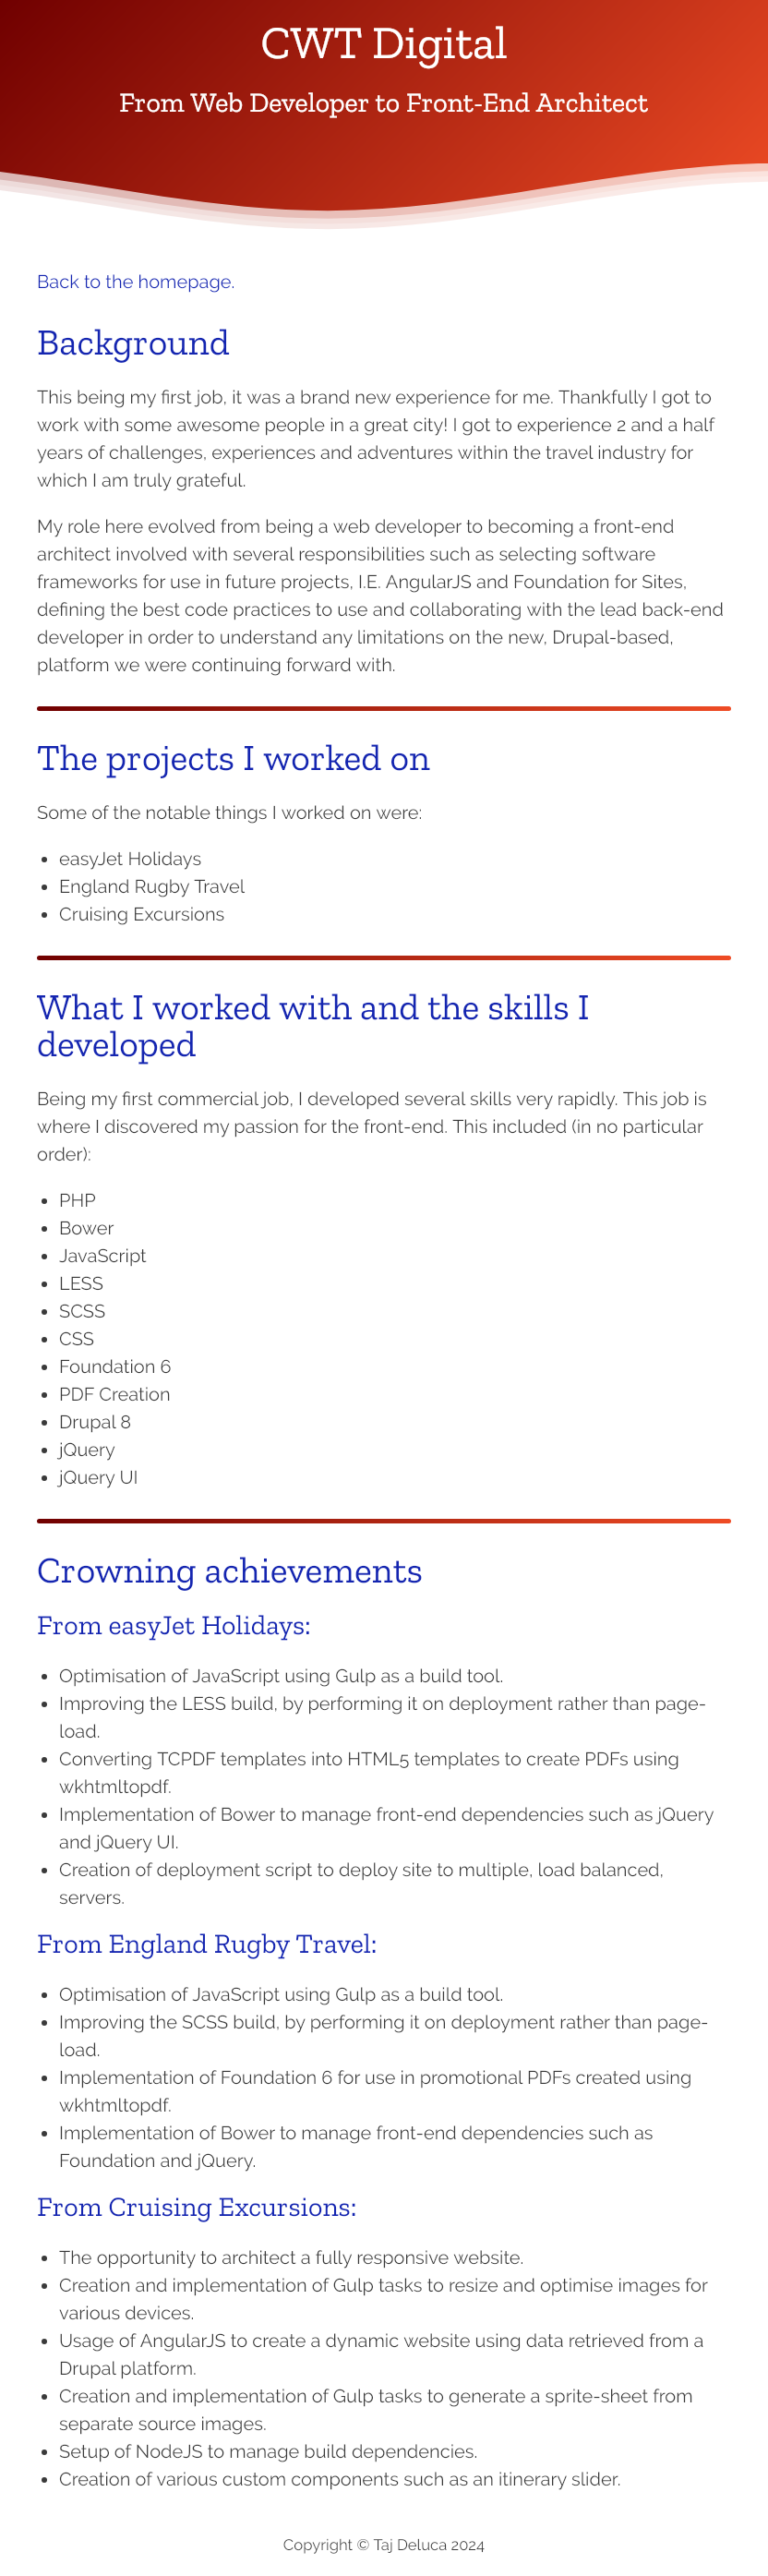 CWT Digital
From Web Developer to Front-End Architect
Back to the homepage.
Background
This being my first job, it was a brand new experience for me. Thankfully I got to
work with some awesome people in a great city! I got to experience 2 and a half
years of challenges, experiences and adventures within the travel industry for
which I am truly grateful.
My role here evolved from being a web developer to becoming a front-end
architect involved with several responsibilities such as selecting software
frameworks for use in future projects, I.E. AngularJS and Foundation for Sites,
defining the best code practices to use and collaborating with the lead back-end
developer in order to understand any limitations on the new, Drupal-based,
platform we were continuing forward with.
The projects I worked on
Some of the notable things I worked on were:
• easyJet Holidays
• England Rugby Travel
• Cruising Excursions
What I worked with and the skills I
developed
Being my first commercial job, I developed several skills very rapidly. This job is
where I discovered my passion for the front-end. This included (in no particular
order):
• PHP
• Bower
• JavaScript
• LESS
• SCSS
• CSS
• Foundation 6
• PDF Creation
• Drupal 8
• jQuery
• jQuery UI
Crowning achievements
From easyJet Holidays:
• Optimisation of JavaScript using Gulp as a build tool.
• Improving the LESS build, by performing it on deployment rather than page-
load.
• Converting TCPDF templates into HTML5 templates to create PDFs using
wkhtmltopdf.
• Implementation of Bower to manage front-end dependencies such as jQuery
and jQuery UI.
• Creation of deployment script to deploy site to multiple, load balanced,
servers.
From England Rugby Travel:
• Optimisation of JavaScript using Gulp as a build tool.
• Improving the SCSS build, by performing it on deployment rather than page-
load.
• Implementation of Foundation 6 for use in promotional PDFs created using
wkhtmltopdf.
• Implementation of Bower to manage front-end dependencies such as
Foundation and jQuery.
From Cruising Excursions:
• The opportunity to architect a fully responsive website.
• Creation and implementation of Gulp tasks to resize and optimise images for
various devices.
• Usage of AngularJS to create a dynamic website using data retrieved from a
Drupal platform.
• Creation and implementation of Gulp tasks to generate a sprite-sheet from
separate source images.
• Setup of NodeJS to manage build dependencies.
• Creation of various custom components such as an itinerary slider.
Copyright © Taj Deluca 2024